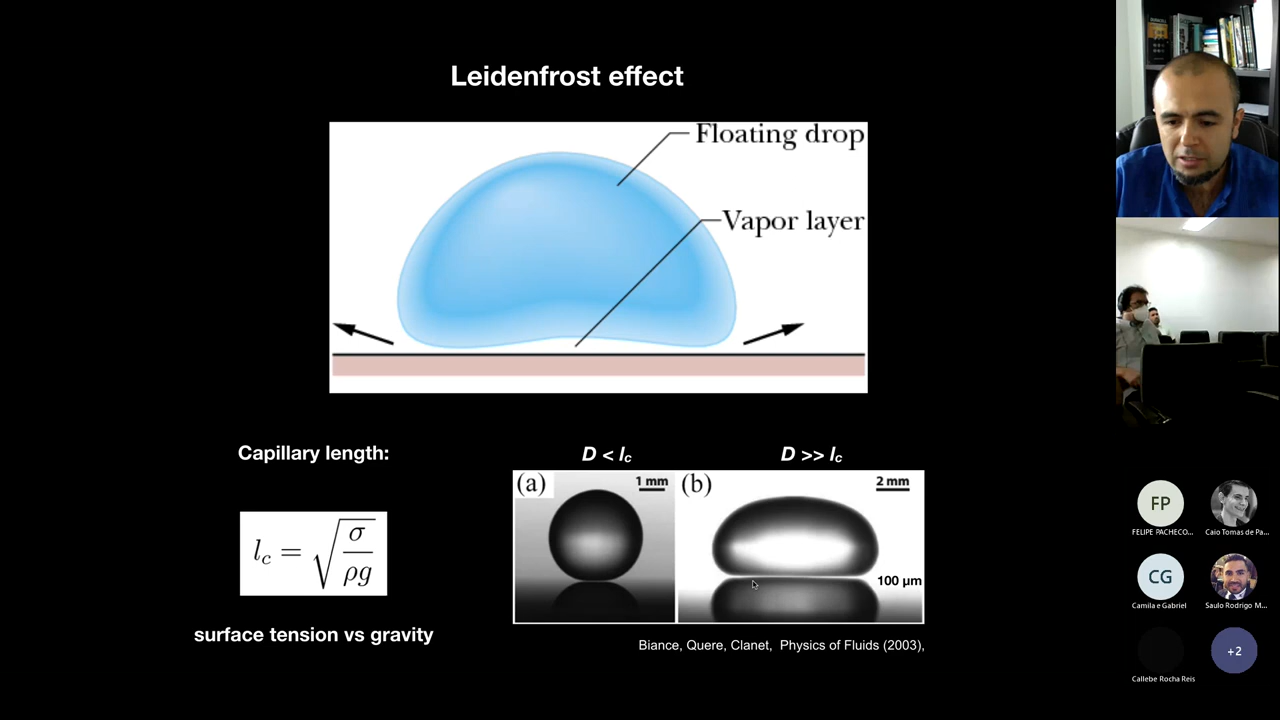 Leidenfrost effect
Floating drop
Vapor layer
Capillary length:
l_c = √(σ/ρg)
surface tension vs gravity
D < lc
D >> lc
(a)
1 mm
(b)
2 mm
100 μm
Biance, Quere, Clanet, Physics of Fluids (2003),
FP
FELIPE PACHECO...
Caio Tomas de Pa...
CG
Camila e Gabriel
Saulo Rodrigo M...
Callebe Rocha Reis
+2